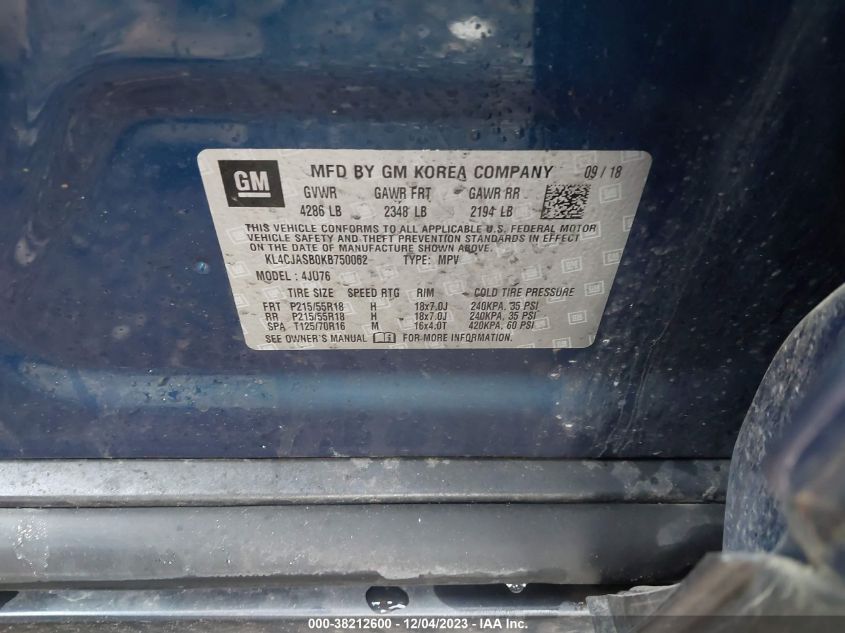 GM
MFD BY GM KOREA COMPANY 09 / 18
GVWR GAWR FRT GAWR RR
4286 LB 2348 LB 2194 LB
THIS VEHICLE CONFORMS TO ALL APPLICABLE U.S. FEDERAL MOTOR
VEHICLE SAFETY AND THEFT PREVENTION STANDARDS IN EFFECT
ON THE DATE OF MANUFACTURE SHOWN ABOVE.
KL4CJASB0KB750062 TYPE: MPV
MODEL : 4JU76
TIRE SIZE SPEED RTG RIM COLD TIRE PRESSURE
FRT P215/55R18 H 18x7.0J 240KPA, 35 PSI
RR P215/55R18 H 18x7.0J 240KPA, 35 PSI
SPA T125/70R16 M 16x4.0T 420KPA, 60 PSI
SEE OWNER'S MANUAL FOR MORE INFORMATION.
000-38212600 - 12/04/2023 - IAA Inc.